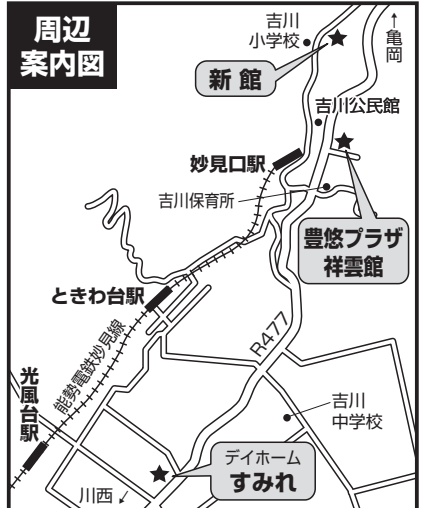 周辺
案内図
吉川
小学校
↑
亀岡
新館
吉川公民館
妙見口駅
吉川保育所
豊悠プラザ
祥雲館
ときわ台駅
能勢電鉄妙見線
R477
光風台駅
吉川
中学校
デイホーム
すみれ
川西↙